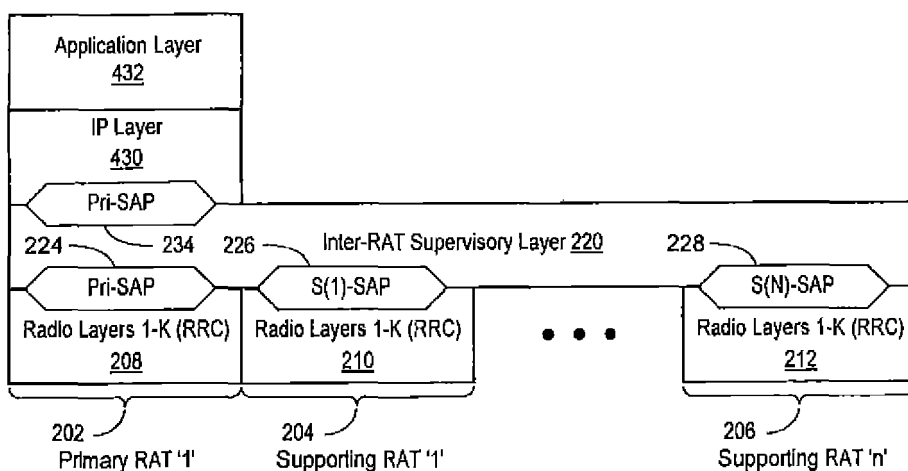 Application Layer
432
IP Layer
430
Pri-SAP
224
234
226
Inter-RAT Supervisory Layer 220
228
Pri-SAP
S(1)-SAP
S(N)-SAP
Radio Layers 1-K (RRC)
208
Radio Layers 1-K (RRC)
210
Radio Layers 1-K (RRC)
212
202
Primary RAT '1'
204
Supporting RAT '1'
206
Supporting RAT 'n'